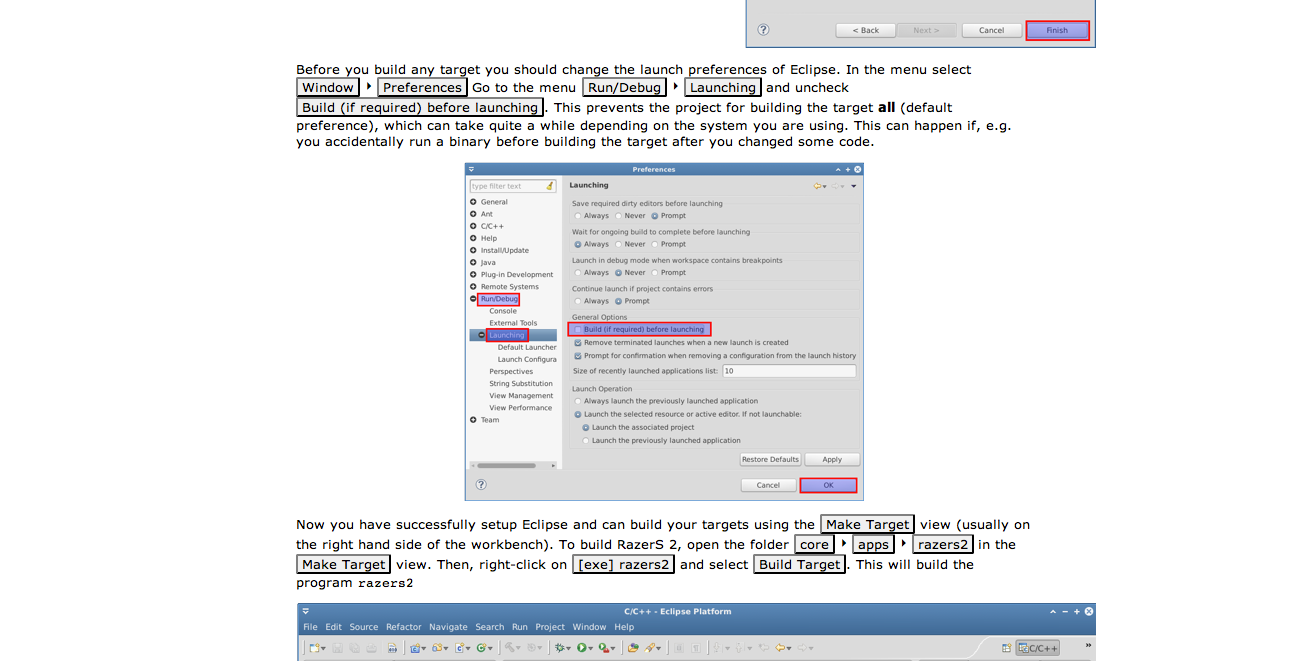 < Back Next > Cancel Finish
Before you build any target you should change the launch preferences of Eclipse. In the menu select
Window Preferences Go to the menu Run/Debug Launching and uncheck
Build (if required) before launching. This prevents the project for building the target all (default
preference), which can take quite a while depending on the system you are using. This can happen if, e.g.
you accidentally run a binary before building the target after you changed some code.
Preferences
type filter text
General
Ant
C/C++
Help
Install/Update
Java
Plug-in Development
Remote Systems
Run/Debug
Console
External Tools
Launching
Default Launcher
Launch Configura
Perspectives
String Substitution
View Management
View Performance
Team
Launching
Save required dirty editors before launching
Always Never Prompt
Wait for ongoing build to complete before launching
Always Never Prompt
Launch in debug mode when workspace contains breakpoints
Always Never Prompt
Continue launch if project contains errors
Always Prompt
General Options
Build (if required) before launching
Remove terminated launches when a new launch is created
Prompt for confirmation when removing a configuration from the launch history
Size of recently launched applications list: 10
Launch Operation
Always launch the previously launched application
Launch the selected resource or active editor. If not launchable:
Launch the associated project
Launch the previously launched application
Restore Defaults Apply
Cancel OK
Now you have successfully setup Eclipse and can build your targets using the Make Target view (usually on
the right hand side of the workbench). To build RazerS 2, open the folder core apps razers2 in the
Make Target view. Then, right-click on [exe] razers2 and select Build Target. This will build the
program razers2
C/C++ - Eclipse Platform
File Edit Source Refactor Navigate Search Run Project Window Help
C/C++ »